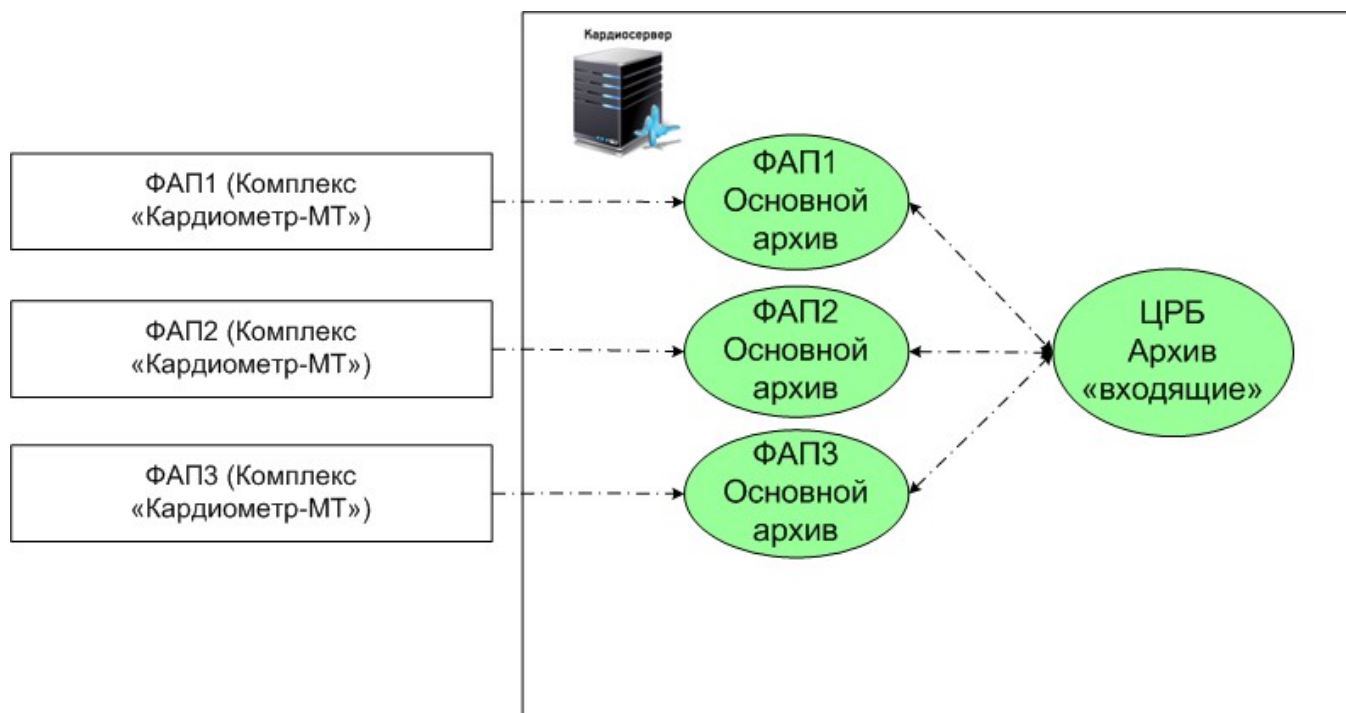 Кардиосервер
ФАП1 (Комплекс
«Кардиометр-МТ»)
ФАП1
Основной
архив
ФАП2 (Комплекс
«Кардиометр-МТ»)
ФАП2
Основной
архив
ФАП3 (Комплекс
«Кардиометр-МТ»)
ФАП3
Основной
архив
ЦРБ
Архив
«входящие»